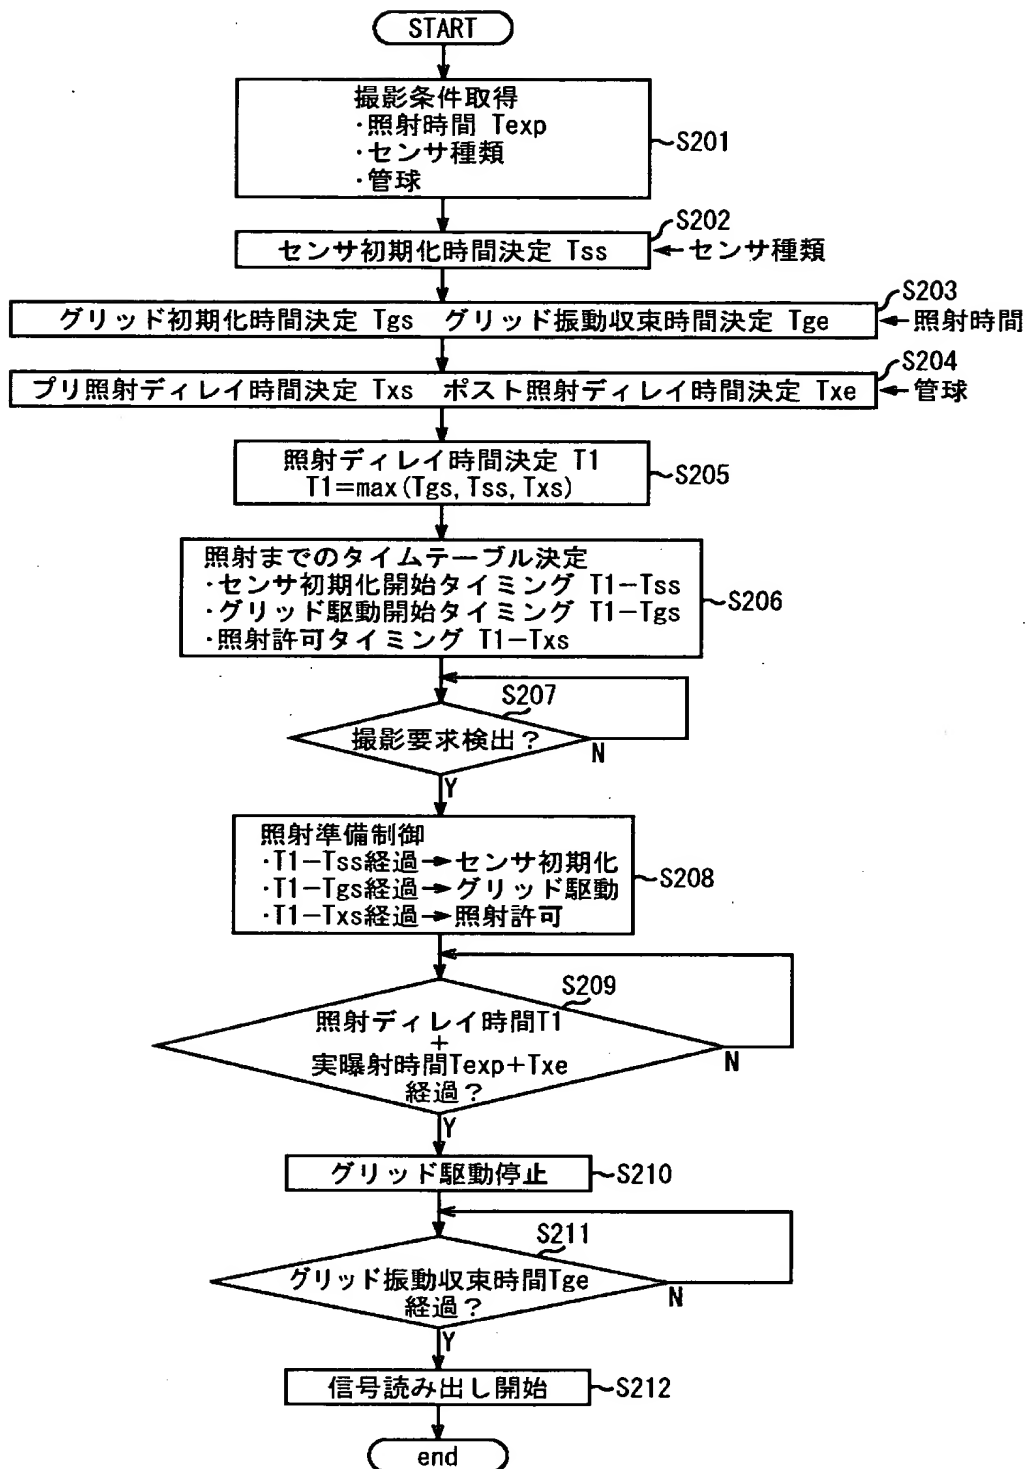 START
撮影条件取得
・照射時間 Texp
・センサ種類
・管球
S201
S202
センサ初期化時間決定 Tss
センサ種類
S203
グリッド初期化時間決定 Tgs グリッド振動収束時間決定 Tge
照射時間
S204
プリ照射ディレイ時間決定 Txs ポスト照射ディレイ時間決定 Txe
管球
照射ディレイ時間決定 T1
T1=max(Tgs,Tss,Txs)
S205
照射までのタイムテーブル決定
・センサ初期化開始タイミング T1-Tss
・グリッド駆動開始タイミング T1-Tgs
・照射許可タイミング T1-Txs
S206
S207
撮影要求検出?
N
Y
照射準備制御
・T1-Tss経過→センサ初期化
・T1-Tgs経過→グリッド駆動
・T1-Txs経過→照射許可
S208
S209
照射ディレイ時間T1
+
実曝射時間Texp+Txe
経過?
N
Y
グリッド駆動停止
S210
S211
グリッド振動収束時間Tge
経過?
N
Y
信号読み出し開始
S212
end